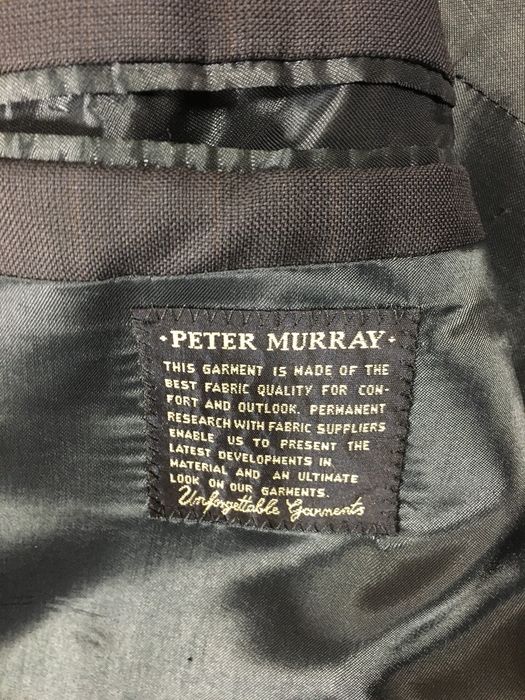 ·PETER MURRAY·
THIS GARMENT IS MADE OF THE
BEST FABRIC QUALITY FOR CON-
FORT AND OUTLOOK. PERMANENT
RESEARCH WITH FABRIC SUPPLIERS
ENABLE US TO PRESENT THE
LATEST DEVELOPMENTS IN
MATERIAL AND AN ULTIMATE
LOOK ON OUR GARMENTS.
Unforgettable Garments